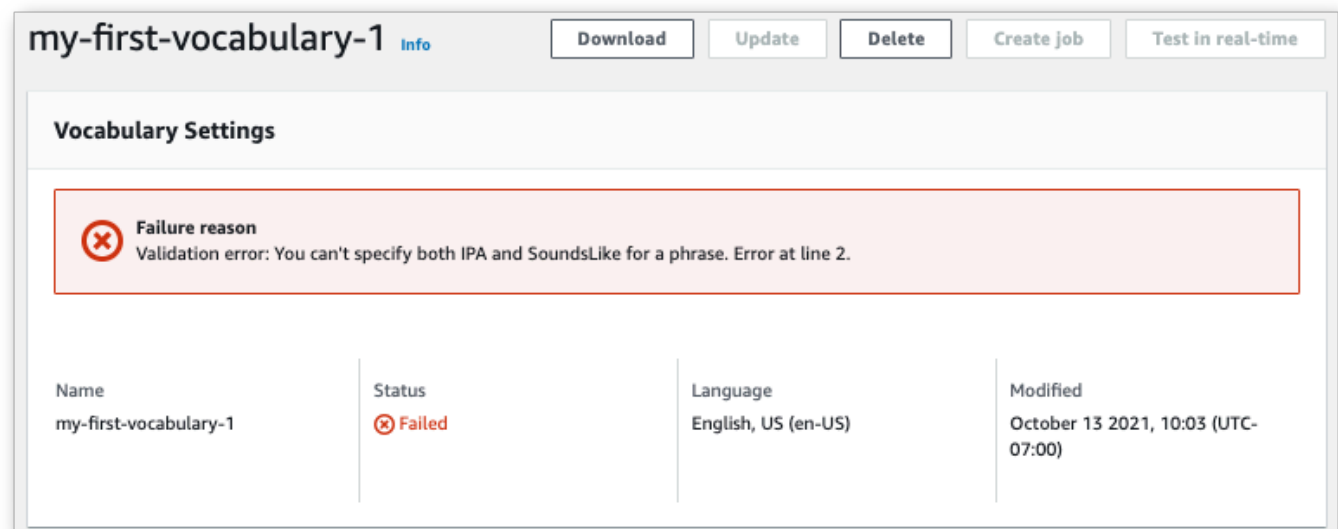 my-first-vocabulary-1 Info Download Update Delete Create job Test in real-time
Vocabulary Settings
Failure reason
Validation error: You can't specify both IPA and SoundsLike for a phrase. Error at line 2.
Name Status Language Modified
my-first-vocabulary-1 Failed English, US (en-US) October 13 2021, 10:03 (UTC-
07:00)